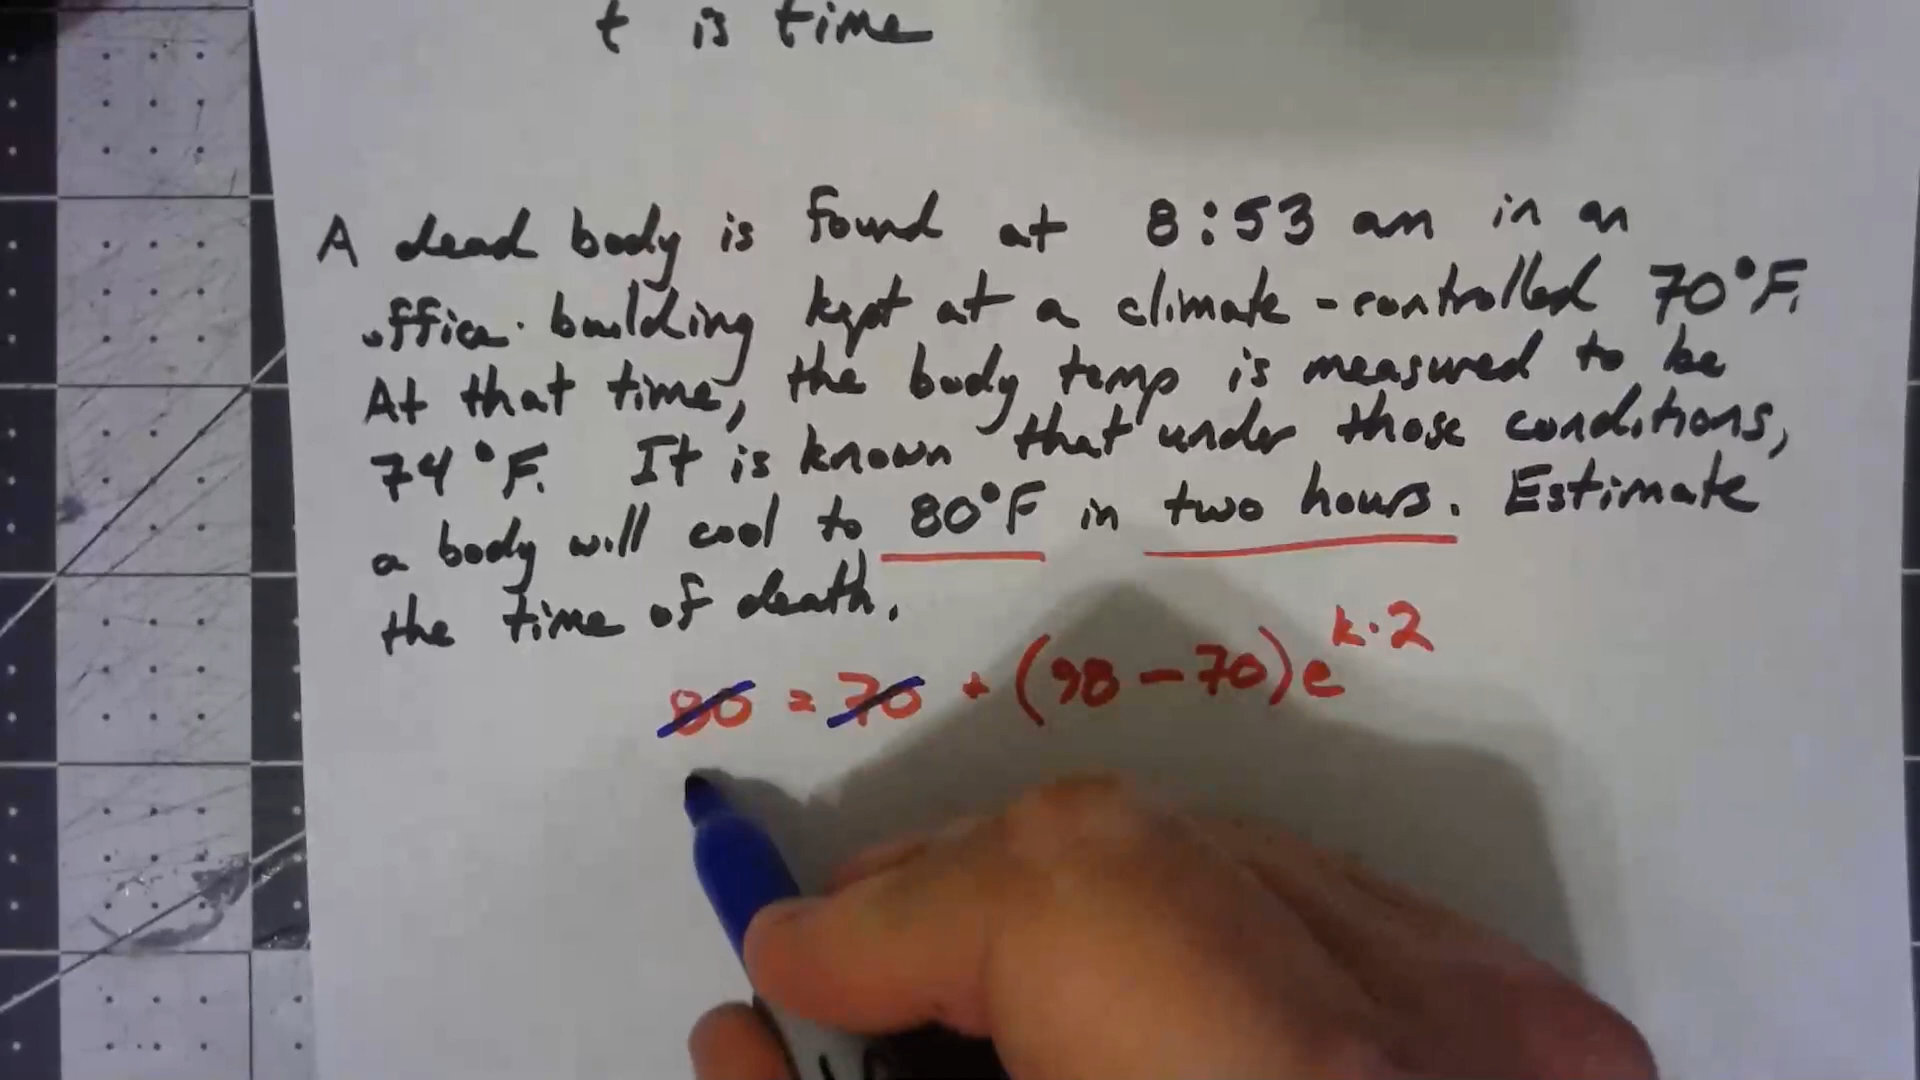 t is time
A dead body is found at 8:53 am in an
office building kept at a climate-controlled 70°F.
At that time, the body temp is measured to be
74°F. It is known that under those conditions,
a body will cool to 80°F in two hours. Estimate
the time of death.
80 = 70 + (98 - 70)e^{k·2}